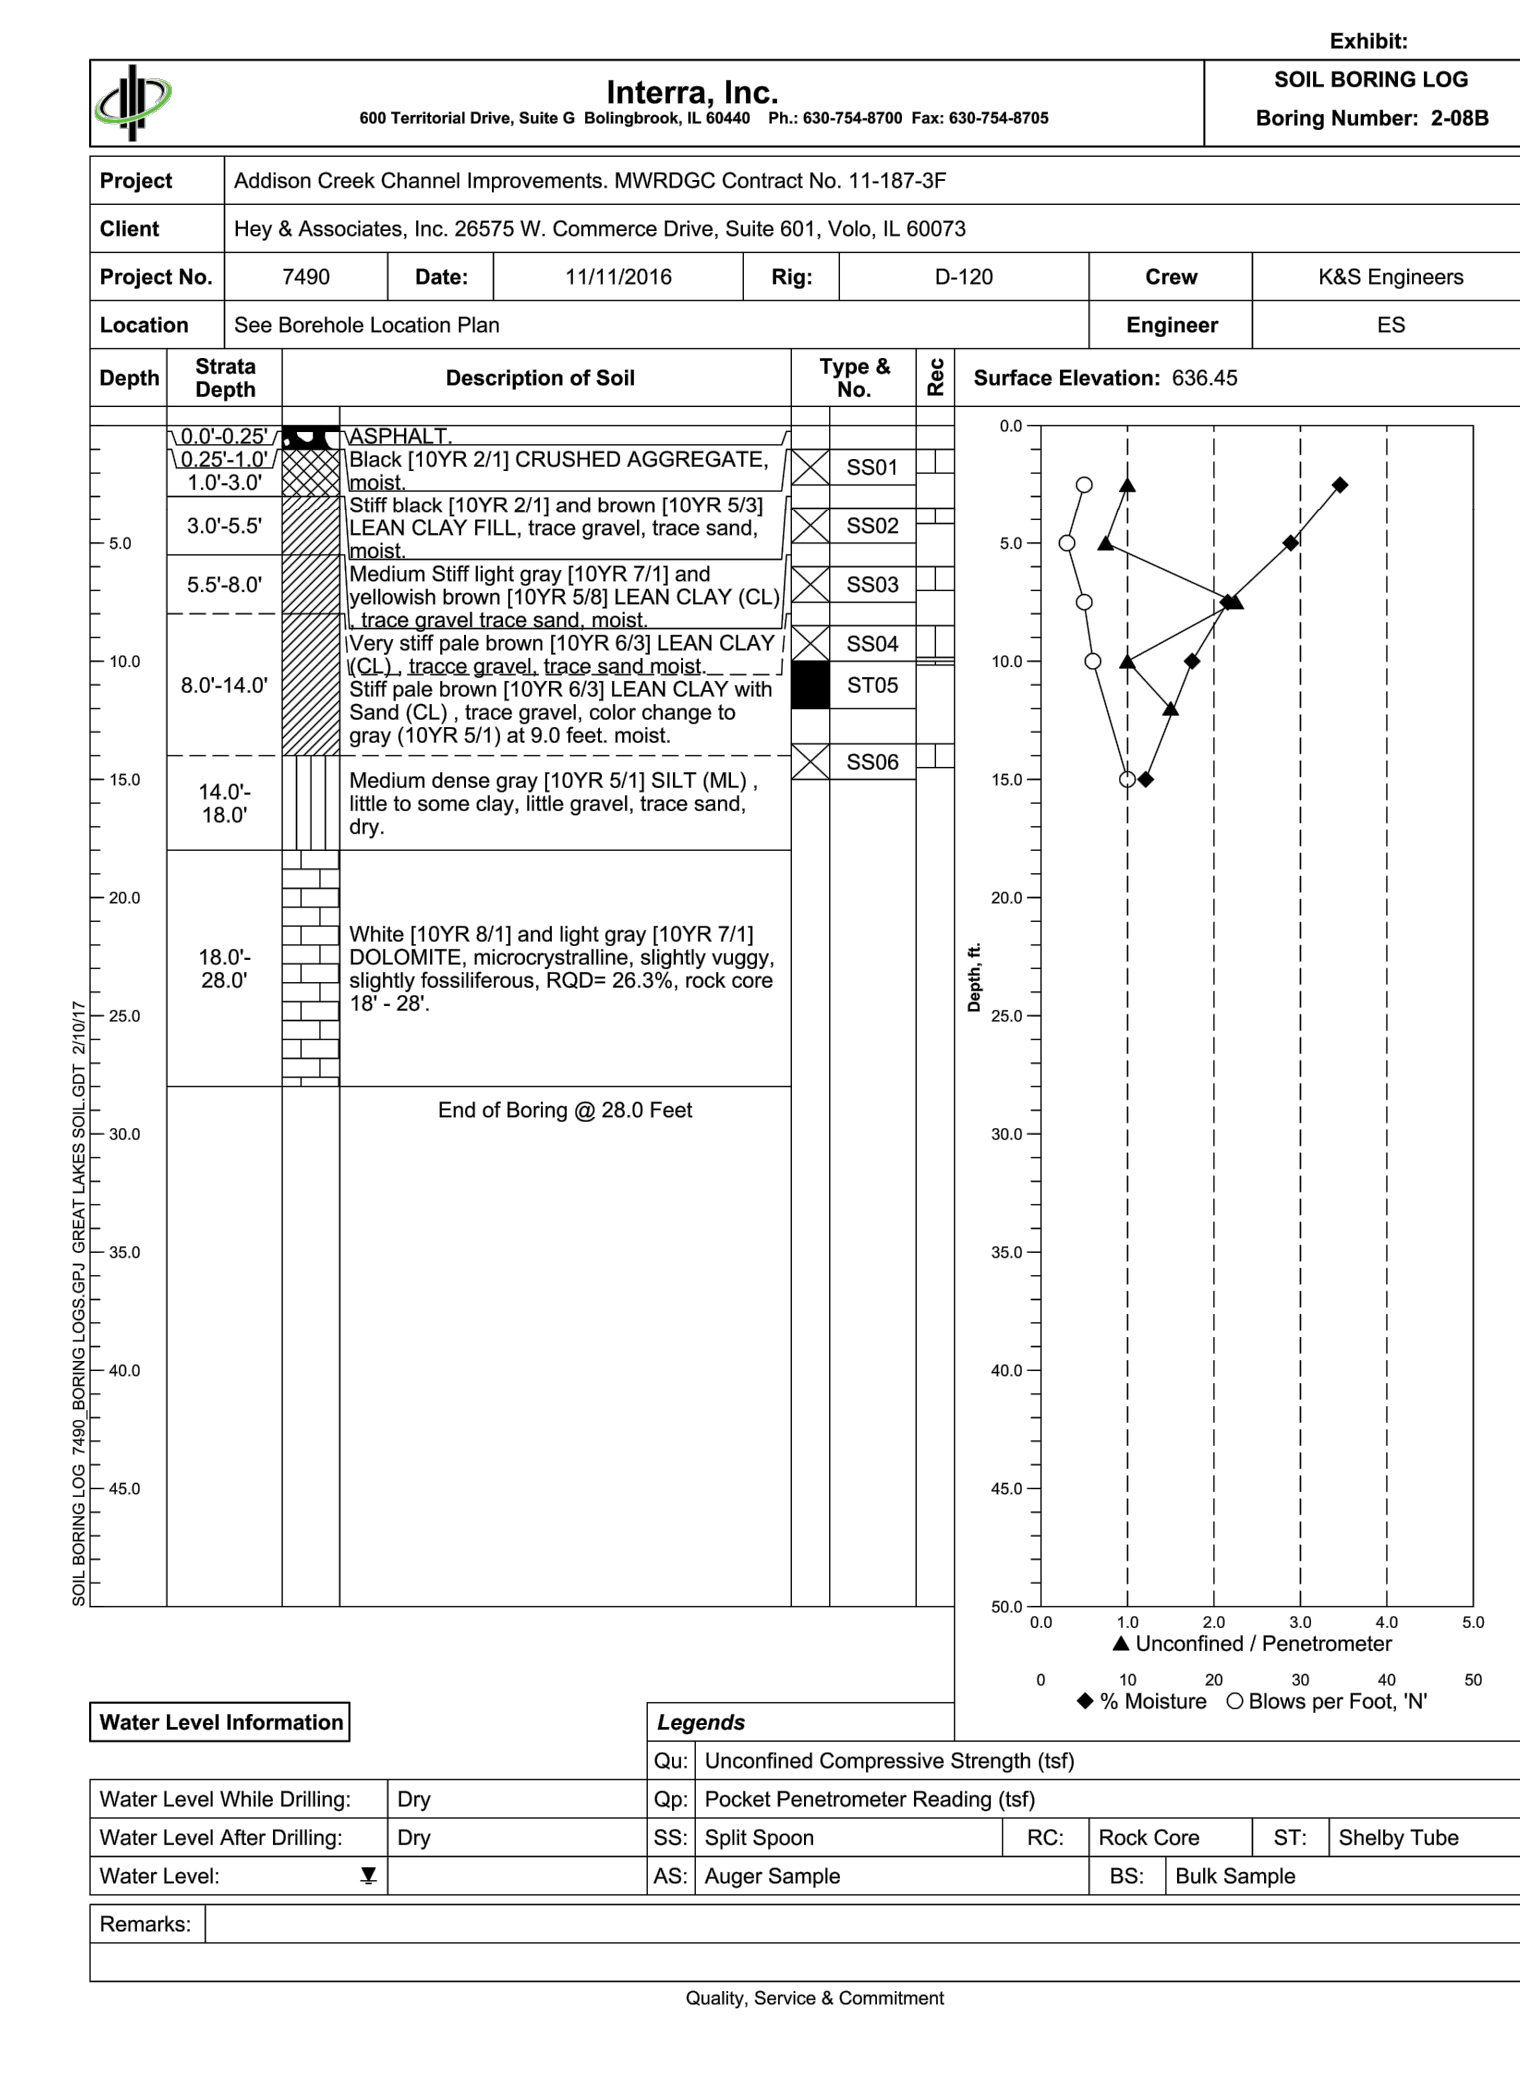 Exhibit:
Interra, Inc.
600 Territorial Drive, Suite G Bolingbrook, IL 60440 Ph.: 630-754-8700 Fax: 630-754-8705
SOIL BORING LOG
Boring Number: 2-08B
Project Addison Creek Channel Improvements. MWRDGC Contract No. 11-187-3F
Client Hey & Associates, Inc. 26575 W. Commerce Drive, Suite 601, Volo, IL 60073
Project No. 7490 Date: 11/11/2016 Rig: D-120 Crew K&S Engineers
Location See Borehole Location Plan Engineer ES
Depth
Strata
Depth
Description of Soil
Type &
No.
Rec
Surface Elevation: 636.45
0.0'-0.25'
ASPHALT.
0.25'-1.0'
Black [10YR 2/1] CRUSHED AGGREGATE,
moist.
1.0'-3.0'
Stiff black [10YR 2/1] and brown [10YR 5/3]
LEAN CLAY FILL, trace gravel, trace sand,
moist.
3.0'-5.5'
Medium Stiff light gray [10YR 7/1] and
yellowish brown [10YR 5/8] LEAN CLAY (CL)
, trace gravel trace sand, moist.
5.5'-8.0'
Very stiff pale brown [10YR 6/3] LEAN CLAY
(CL) , tracce gravel, trace sand moist.
8.0'-14.0'
Stiff pale brown [10YR 6/3] LEAN CLAY with
Sand (CL) , trace gravel, color change to
gray (10YR 5/1) at 9.0 feet. moist.
14.0'-
18.0'
Medium dense gray [10YR 5/1] SILT (ML) ,
little to some clay, little gravel, trace sand,
dry.
18.0'-
28.0'
White [10YR 8/1] and light gray [10YR 7/1]
DOLOMITE, microcrystalline, slightly vuggy,
slightly fossiliferous, RQD= 26.3%, rock core
18' - 28'.
End of Boring @ 28.0 Feet
SS01
SS02
SS03
SS04
ST05
SS06
5.0
10.0
15.0
20.0
25.0
30.0
35.0
40.0
45.0
SOIL BORING LOG 7490_BORING LOGS.GPJ GREAT LAKES SOIL.GDT 2/10/17
Depth, ft.
0.0
5.0
10.0
15.0
20.0
25.0
30.0
35.0
40.0
45.0
50.0
0.0 1.0 2.0 3.0 4.0 5.0
▲ Unconfined / Penetrometer
0 10 20 30 40 50
◆ % Moisture ○ Blows per Foot, 'N'
Water Level Information
Water Level While Drilling: Dry
Water Level After Drilling: Dry
Water Level:
Legends
Qu: Unconfined Compressive Strength (tsf)
Qp: Pocket Penetrometer Reading (tsf)
SS: Split Spoon RC: Rock Core ST: Shelby Tube
AS: Auger Sample BS: Bulk Sample
Remarks:
Quality, Service & Commitment